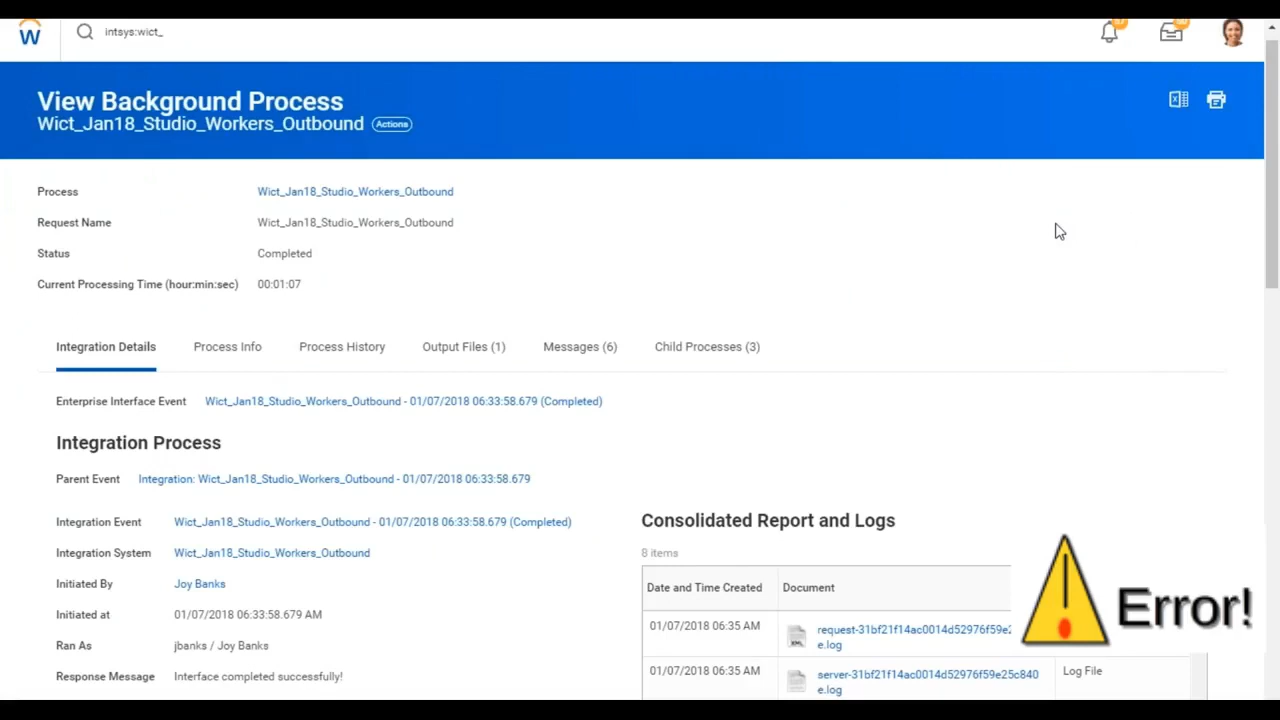 W
intsys:wict_
View Background Process
Wict_Jan18_Studio_Workers_Outbound Actions
Process Wict_Jan18_Studio_Workers_Outbound
Request Name Wict_Jan18_Studio_Workers_Outbound
Status Completed
Current Processing Time (hour:min:sec) 00:01:07
Integration Details Process Info Process History Output Files (1) Messages (6) Child Processes (3)
Enterprise Interface Event Wict_Jan18_Studio_Workers_Outbound - 01/07/2018 06:33:58.679 (Completed)
Integration Process
Parent Event Integration: Wict_Jan18_Studio_Workers_Outbound - 01/07/2018 06:33:58.679
Integration Event Wict_Jan18_Studio_Workers_Outbound - 01/07/2018 06:33:58.679 (Completed)
Integration System Wict_Jan18_Studio_Workers_Outbound
Initiated By Joy Banks
Initiated at 01/07/2018 06:33:58.679 AM
Ran As jbanks / Joy Banks
Response Message Interface completed successfully!
Consolidated Report and Logs
8 items
Date and Time Created Document
01/07/2018 06:35 AM XML request-31bf21f14ac0014d52976f59e2
e.log
01/07/2018 06:35 AM server-31bf21f14ac0014d52976f59e25c840 Log File
e.log
Error!